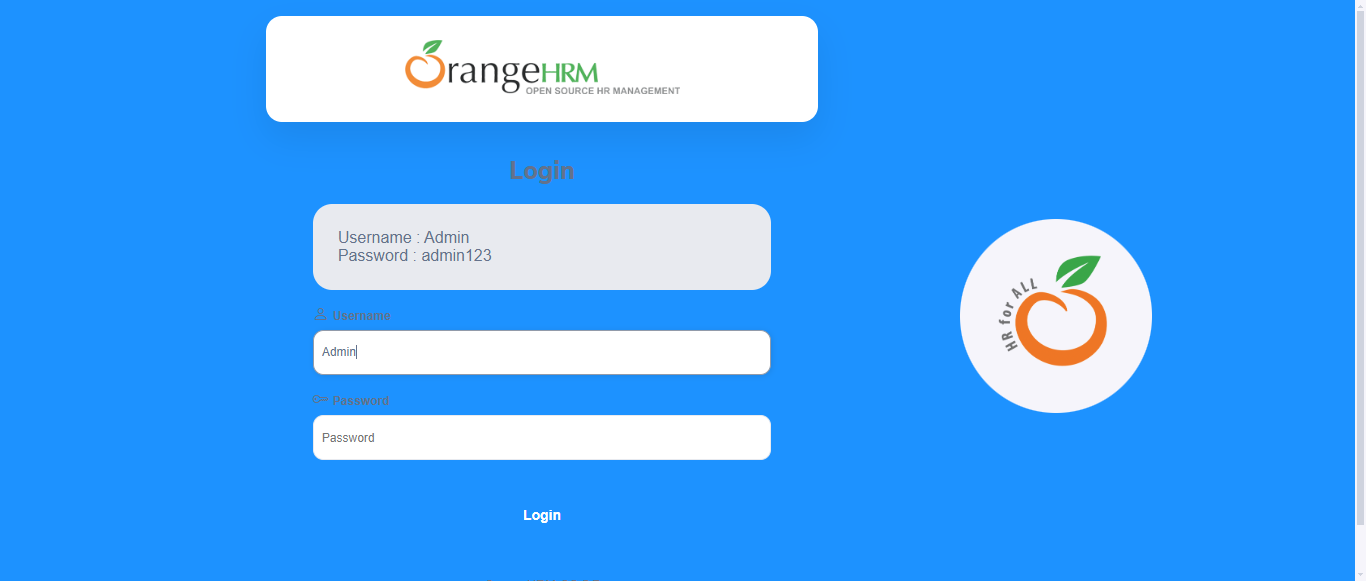 OrangeHRM
OPEN SOURCE HR MANAGEMENT
Login
Username : Admin
Password : admin123
Username
Admin
Password
Password
Login
HR for ALL